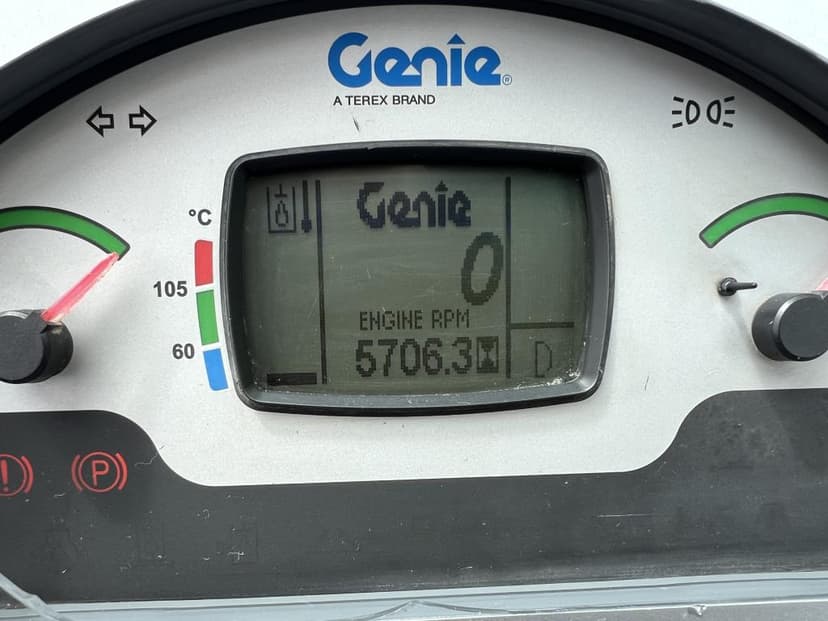 Genie®
A TEREX BRAND
°C
Genie
0
105
ENGINE RPM
60
5706.3
D
!
P